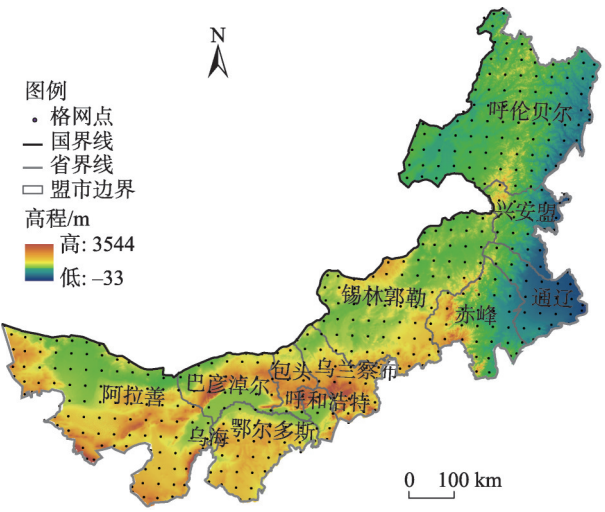 N
图例
格网点
国界线
省界线
盟市边界
高程/m
高: 3544
低: –33
呼伦贝尔
兴安盟
锡林郭勒
通辽
赤峰
乌兰察布
包头
巴彦淖尔
阿拉善
呼和浩特
乌海
鄂尔多斯
0 100 km